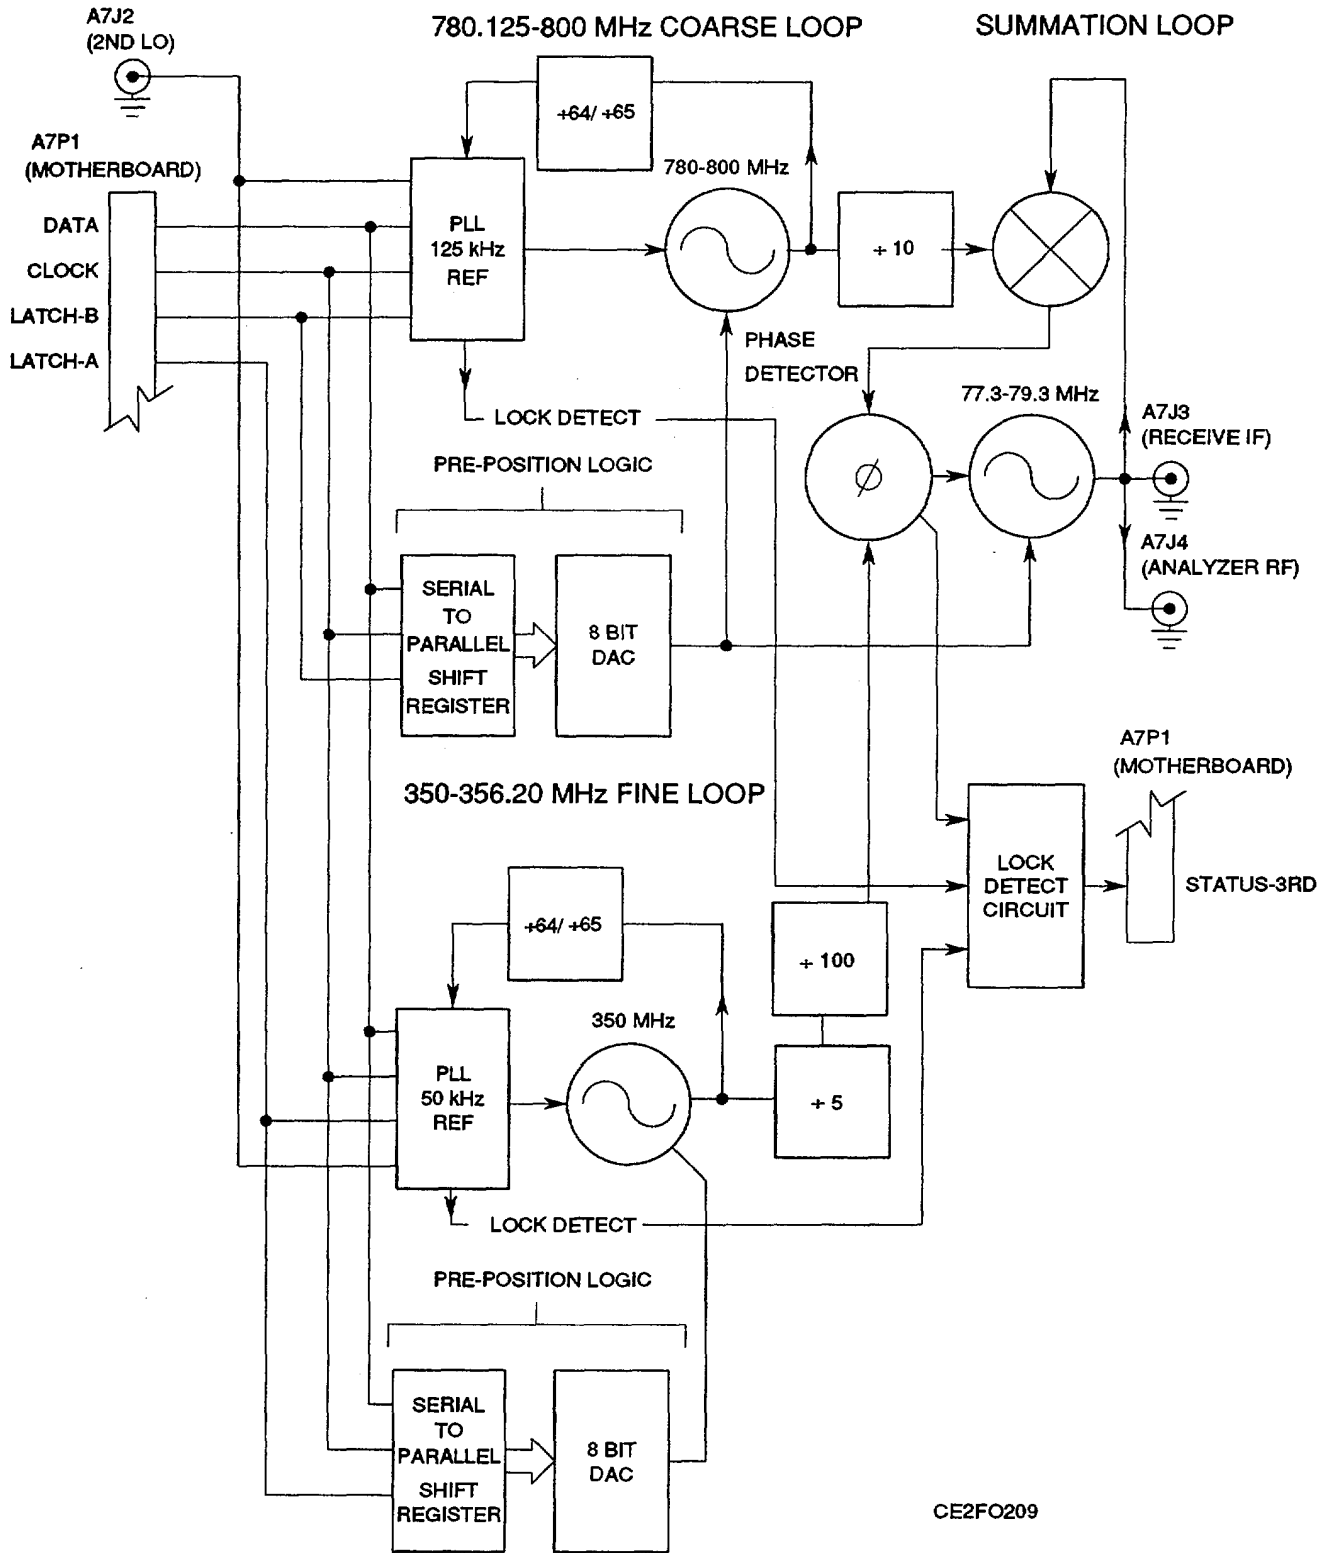 A7J2
(2ND LO)
780.125-800 MHz COARSE LOOP
SUMMATION LOOP
+64/ +65
A7P1
(MOTHERBOARD)
780-800 MHz
DATA
CLOCK
LATCH-B
LATCH-A
PLL
125 kHz
REF
÷ 10
PHASE
DETECTOR
LOCK DETECT
77.3-79.3 MHz
A7J3
(RECEIVE IF)
PRE-POSITION LOGIC
∅
A7J4
(ANALYZER RF)
SERIAL
TO
PARALLEL
SHIFT
REGISTER
8 BIT
DAC
A7P1
(MOTHERBOARD)
350-356.20 MHz FINE LOOP
LOCK
DETECT
CIRCUIT
STATUS-3RD
+64/ +65
÷ 100
350 MHz
PLL
50 kHz
REF
÷ 5
LOCK DETECT
PRE-POSITION LOGIC
SERIAL
TO
PARALLEL
SHIFT
REGISTER
8 BIT
DAC
CE2FO209